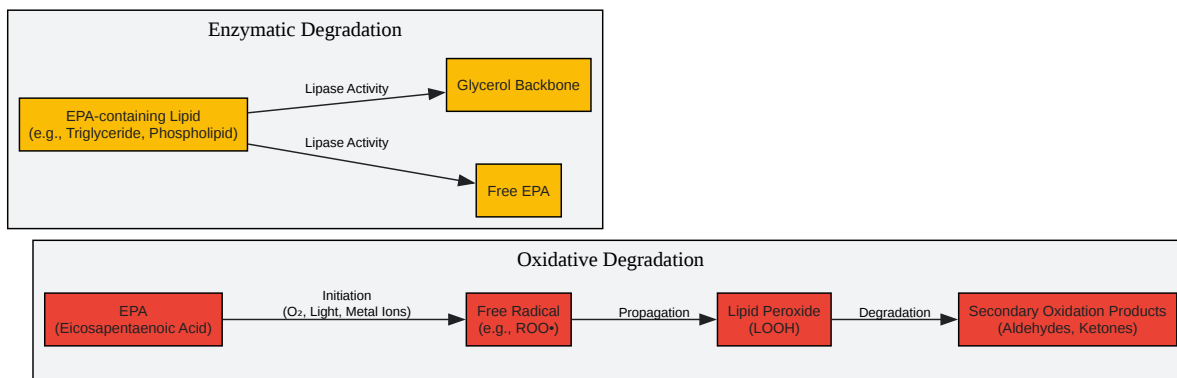 Enzymatic Degradation
EPA-containing Lipid
(e.g., Triglyceride, Phospholipid)
Lipase Activity
Glycerol Backbone
Lipase Activity
Free EPA
Oxidative Degradation
EPA
(Eicosapentaenoic Acid)
Initiation
(O₂, Light, Metal Ions)
Free Radical
(e.g., ROO•)
Propagation
Lipid Peroxide
(LOOH)
Degradation
Secondary Oxidation Products
(Aldehydes, Ketones)